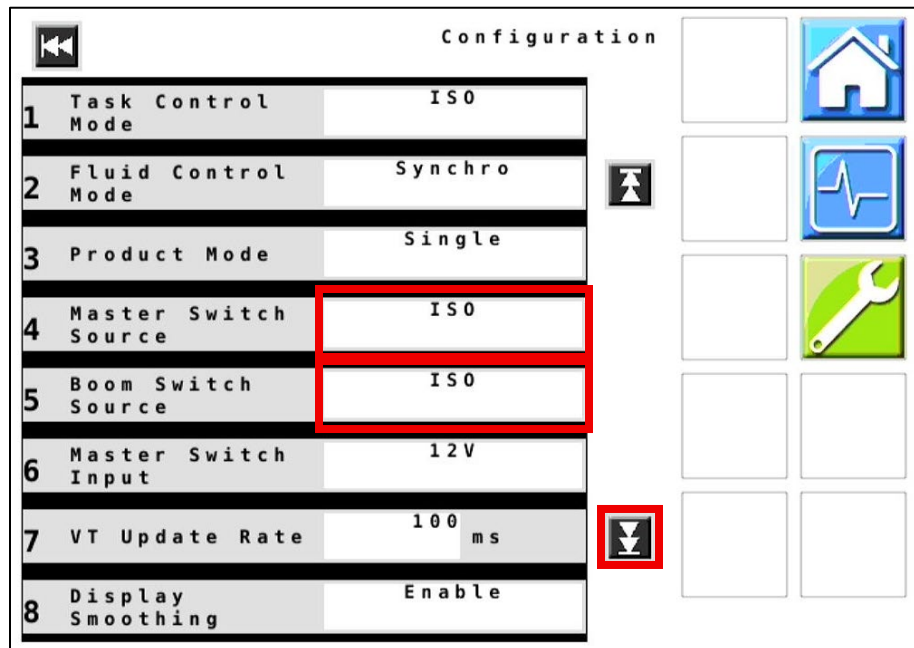 Configuration
1 Task Control Mode ISO
2 Fluid Control Mode Synchro
3 Product Mode Single
4 Master Switch Source ISO
5 Boom Switch Source ISO
6 Master Switch Input 12V
7 VT Update Rate 100 ms
8 Display Smoothing Enable